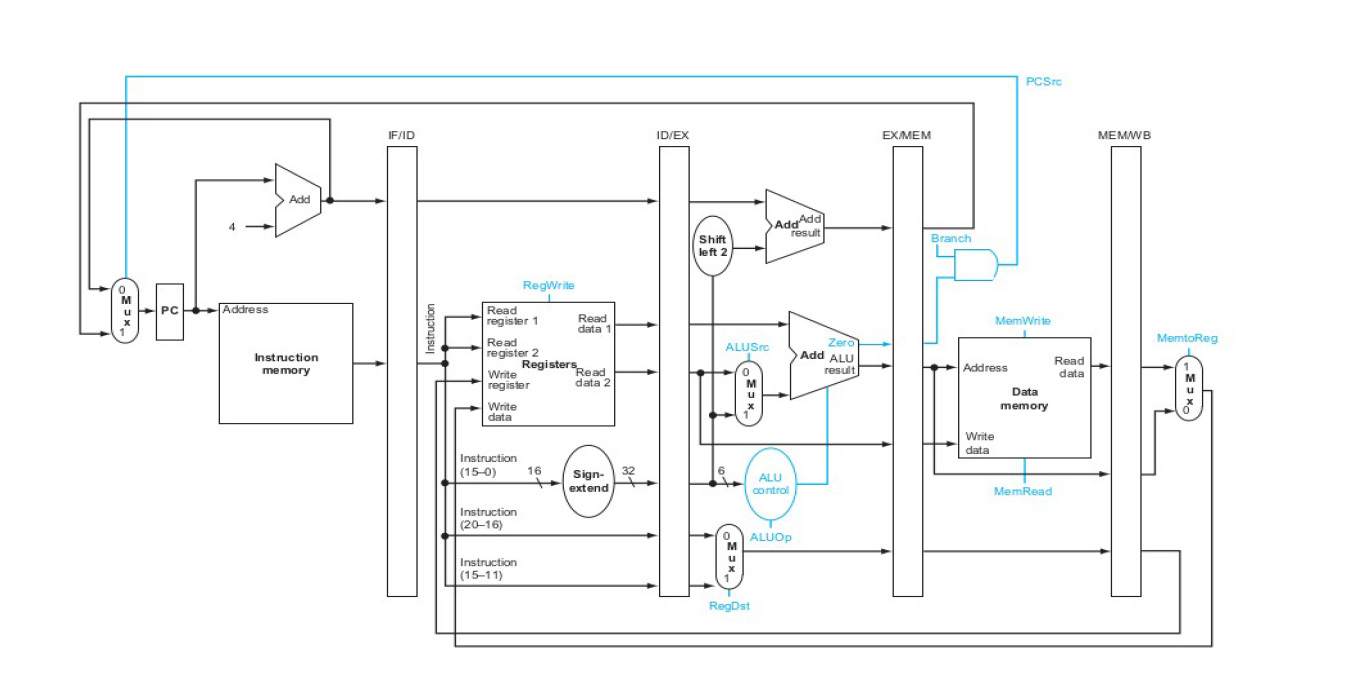 PCSrc
IF/ID
ID/EX
EX/MEM
MEM/WB
Add
4
Shift
left 2
Add
Add
result
Branch
0
M
u
x
1
PC
Address
Instruction
memory
Instruction
RegWrite
Read
register 1
Read
register 2
Write
register
Write
data
Registers
Read
data 1
Read
data 2
ALUSrc
0
M
u
x
1
Add
Zero
ALU
result
MemWrite
Address
Read
data
Data
memory
Write
data
MemRead
MemtoReg
1
M
u
x
0
Instruction
(15–0)
16
Sign-
extend
32
6
ALU
control
ALUOp
Instruction
(20–16)
Instruction
(15–11)
0
M
u
x
1
RegDst